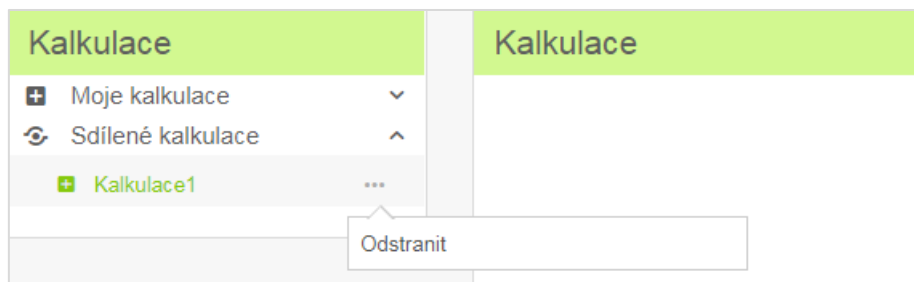 Kalkulace
Moje kalkulace
Sdílené kalkulace
Kalkulace1
Odstranit
Kalkulace